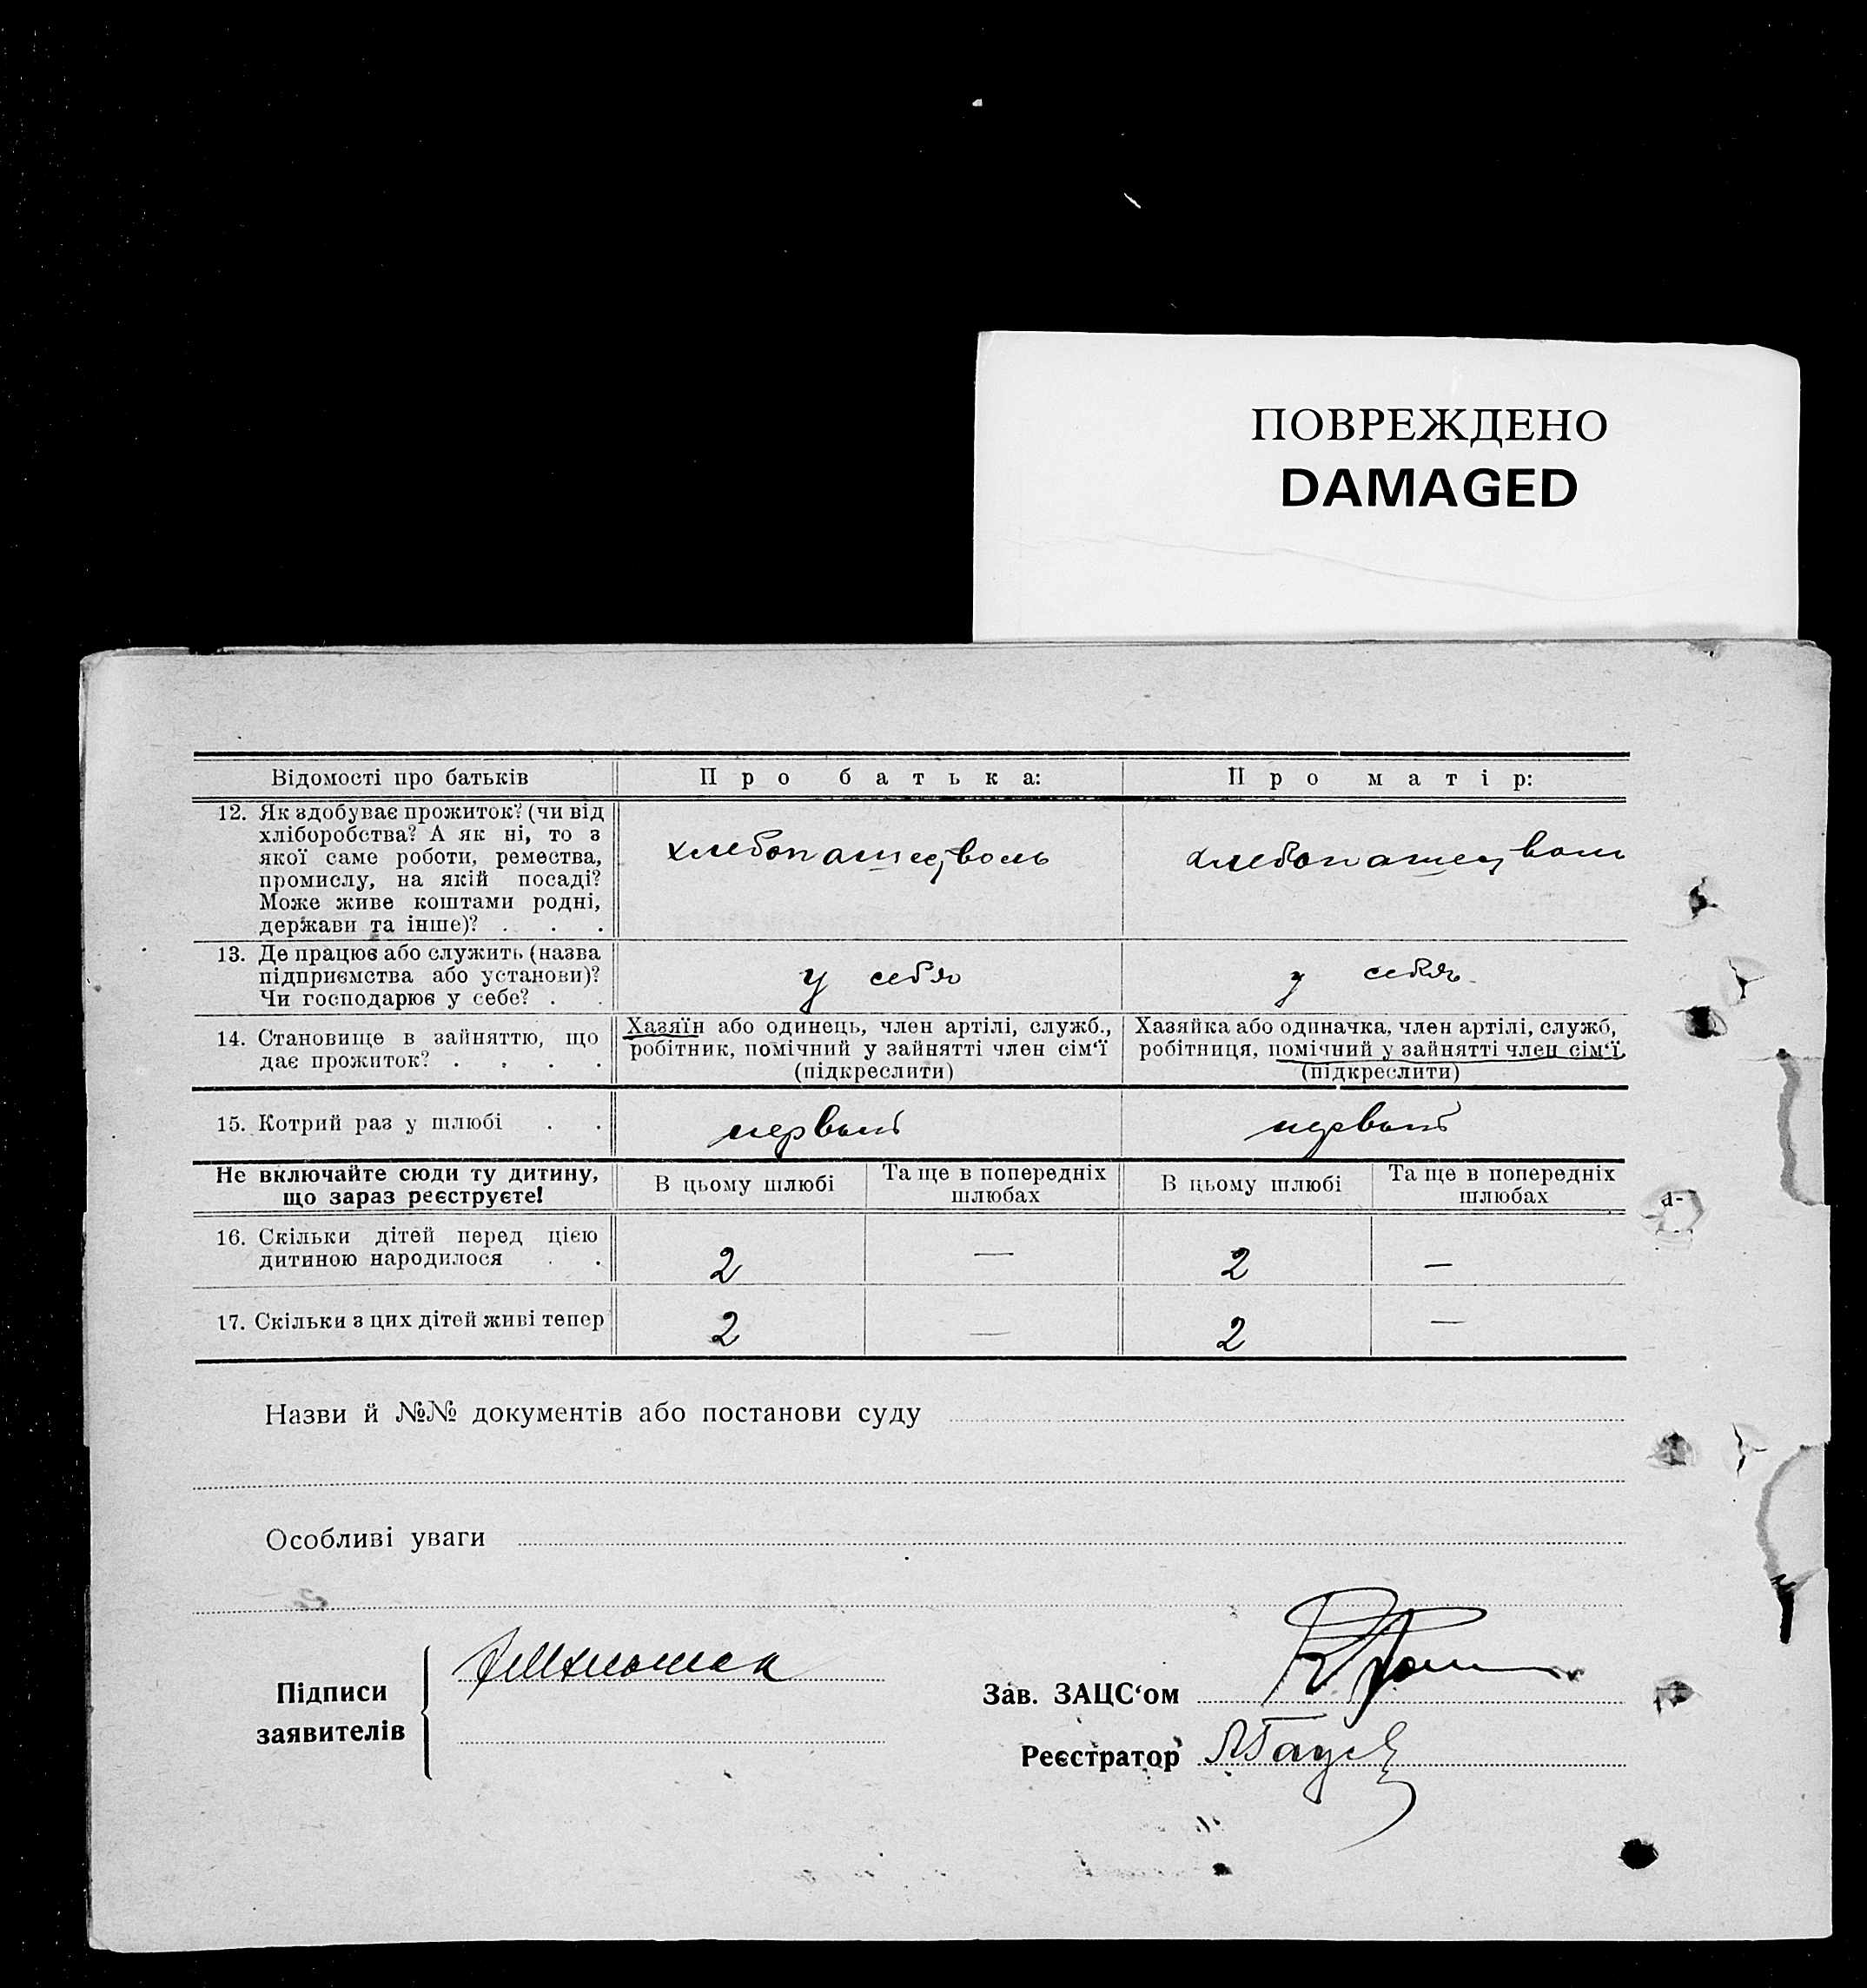 ПОВРЕЖДЕНО
DAMAGED
Відомості про батьків
Про батька:
Про матір:
12. Як здобуває прожиток? (чи від
хліборобства? А як ні, то з
якої саме роботи, ремества,
промислу, на якій посаді?
Може живе коштами родні,
держави та інше)? . . .
хлебопашеством
хлебопашеством
13. Де працює або служить (назва
підприємства або установи)?
Чи господарює у себе? . .
у себя
у себя
14. Становище в зайняттю, що
дає прожиток? . . . .
Хазяїн або одинець, член артілі, служб.,
робітник, помічний у зайнятті член сім‘ї
(підкреслити)
Хазяйка або одиначка, член артілі, служб,
робітниця, помічний у зайнятті член сім‘ї,
(підкреслити)
15. Котрий раз у шлюбі . .
первый
первый
Не включайте сюди ту дитину,
що зараз реєструєте!
В цьому шлюбі
Та ще в попередніх
шлюбах
В цьому шлюбі
Та ще в попередніх
шлюбах
16. Скільки дітей перед цією
дитиною народилося . .
2 — 2 —
17. Скільки з цих дітей живі тепер
2 — 2 —
Назви й №№ документів або постанови суду
Особливі уваги
Підписи
заявителів
Зав. ЗАЦС‘ом
Реєстратор